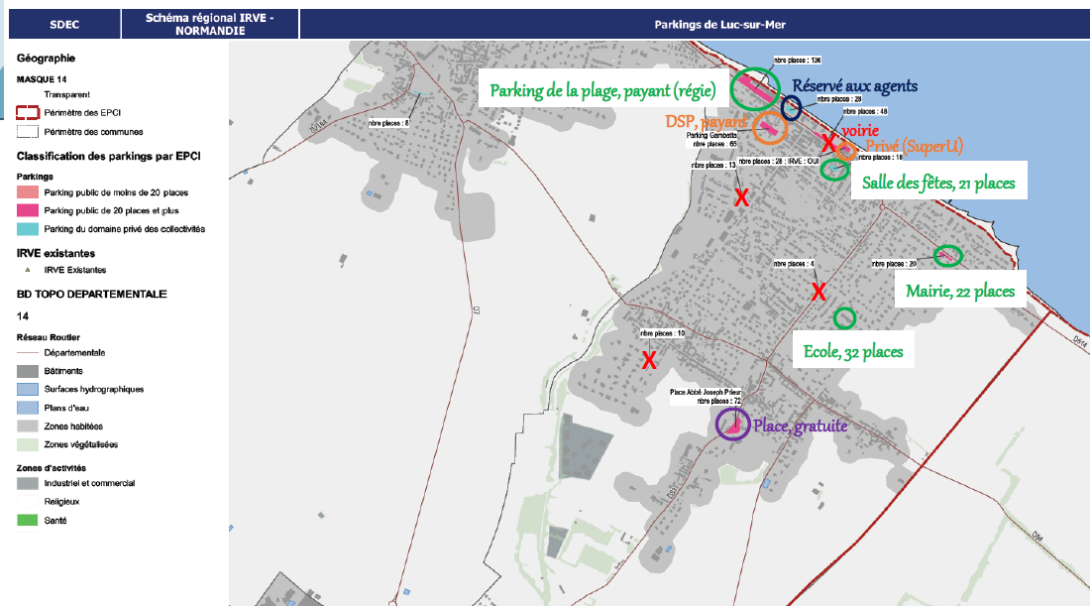 SDEC
Schéma régional IRVE -
NORMANDIE
Parkings de Luc-sur-Mer
Géographie
MASQUE 14
Transparent
Périmètre des EPCI
Périmètre des communes
Classification des parkings par EPCI
Parkings
Parking public de moins de 20 places
Parking public de 20 places et plus
Parking du domaine privé des collectivités
IRVE existantes
IRVE Existantes
BD TOPO DEPARTEMENTALE
14
Réseau Routier
Départementale
Bâtiments
Surfaces hydrographiques
Plans d'eau
Zones habitées
Zones végétalisées
Zones d'activités
Industriel et commercial
Religieux
Santé
nbre places : 136
Parking de la plage, payant (régie)
Réservé aux agents
nbre places : 28
nbre places : 48
nbre places : 8
DSP, payant
Parking Gambetta
nbre places : 65
voirie
Privé (SuperU)
nbre places : 28 : IRVE : OUI
nbre places : 18
nbre places : 13
X
X
Salle des fêtes, 21 places
nbre places : 4
nbre places : 20
X
Mairie, 22 places
nbre places : 10
X
Ecole, 32 places
D514
Place Abbé Joseph Prieur
nbre places : 72
Place, gratuite